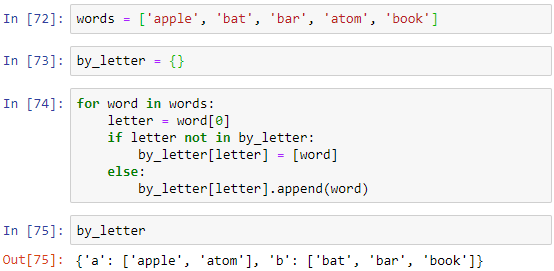 In [72]: words = ['apple', 'bat', 'bar', 'atom', 'book']
In [73]: by_letter = {}
In [74]: for word in words:
    letter = word[0]
    if letter not in by_letter:
        by_letter[letter] = [word]
    else:
        by_letter[letter].append(word)
In [75]: by_letter
Out[75]: {'a': ['apple', 'atom'], 'b': ['bat', 'bar', 'book']}